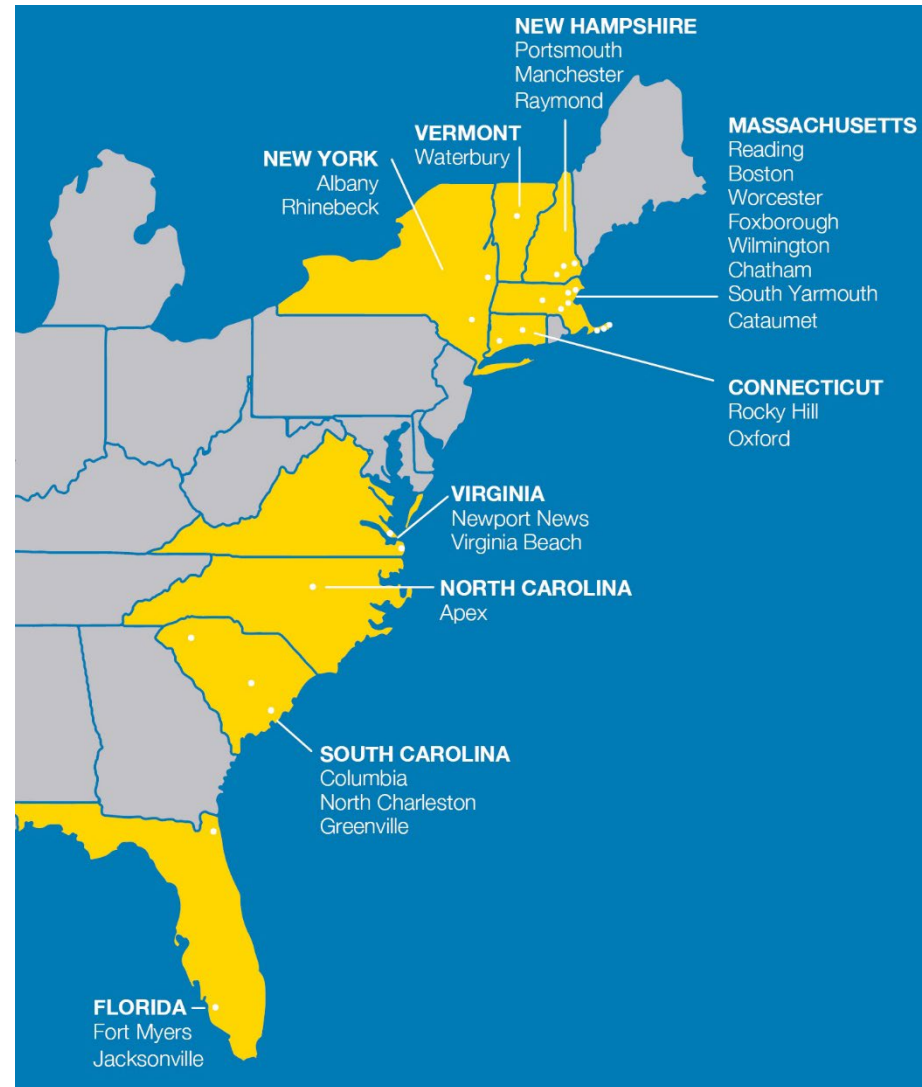 NEW HAMPSHIRE
Portsmouth
Manchester
Raymond
VERMONT
Waterbury
NEW YORK
Albany
Rhinebeck
MASSACHUSETTS
Reading
Boston
Worcester
Foxborough
Wilmington
Chatham
South Yarmouth
Cataumet
CONNECTICUT
Rocky Hill
Oxford
VIRGINIA
Newport News
Virginia Beach
NORTH CAROLINA
Apex
SOUTH CAROLINA
Columbia
North Charleston
Greenville
FLORIDA
Fort Myers
Jacksonville